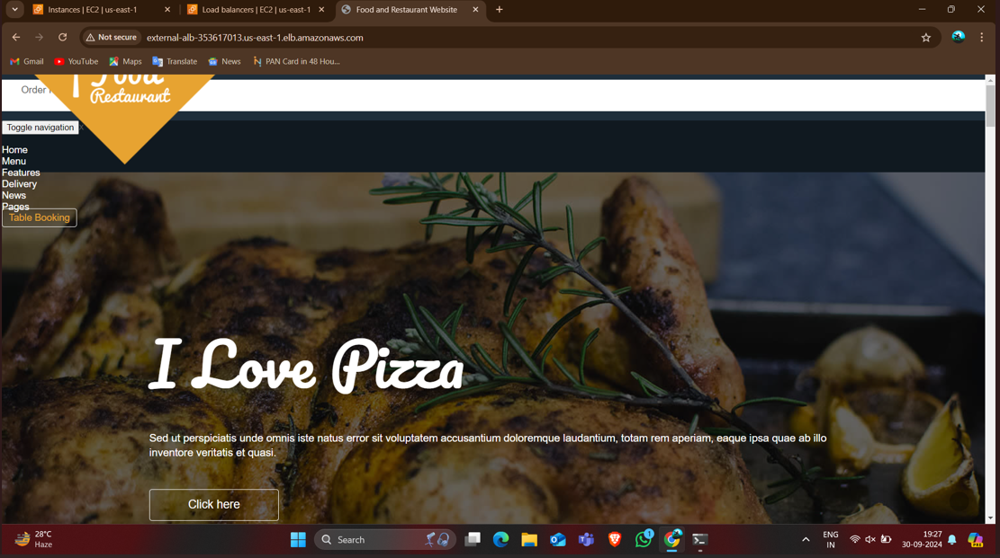 Instances | EC2 | us-east-1
Load balancers | EC2 | us-east-1
Food and Restaurant Website
Not secure
external-alb-353617013.us-east-1.elb.amazonaws.com
Gmail
YouTube
Maps
Translate
News
PAN Card in 48 Hou...
Food
Restaurant
Order
Toggle navigation
Home
Menu
Features
Delivery
News
Pages
Table Booking
I Love Pizza
Sed ut perspiciatis unde omnis iste natus error sit voluptatem accusantium doloremque laudantium, totam rem aperiam, eaque ipsa quae ab illo
inventore veritatis et quasi.
Click here
28°C
Haze
Search
1
ENG
IN
19:27
30-09-2024